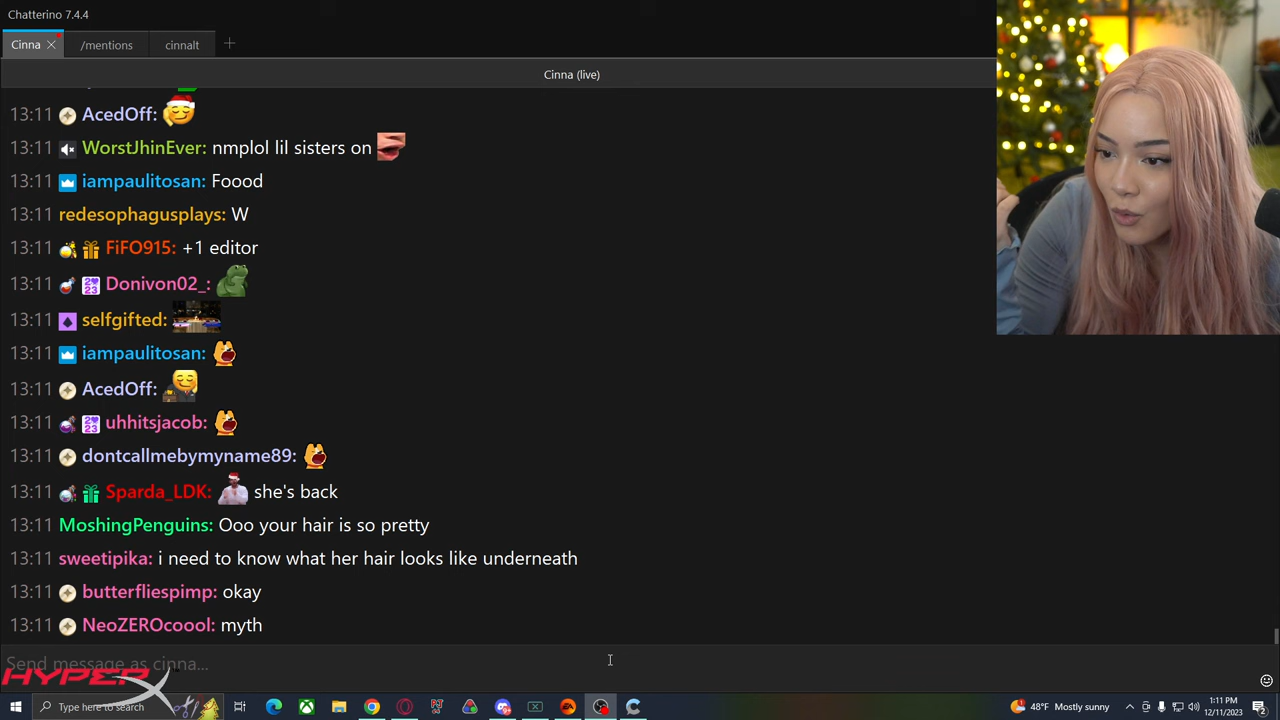 Chatterino 7.4.4
Cinna
/mentions
cinnalt
Cinna (live)
13:11 AcedOff:
13:11 WorstJhinEver: nmplol lil sisters on
13:11 iampaulitosan: Foood
13:11 redesophagusplays: W
13:11 FiFO915: +1 editor
13:11 Donivon02_:
13:11 selfgifted:
13:11 iampaulitosan:
13:11 AcedOff:
13:11 uhhitsjacob:
13:11 dontcallmebymyname89:
13:11 Sparda_LDK: she's back
13:11 MoshingPenguins: Ooo your hair is so pretty
13:11 sweetipika: i need to know what her hair looks like underneath
13:11 butterfliespimp: okay
13:11 NeoZEROcoool: myth
Send message as cinna...
HYPERX
Type here to search
48°F Mostly sunny
1:11 PM
12/11/2023